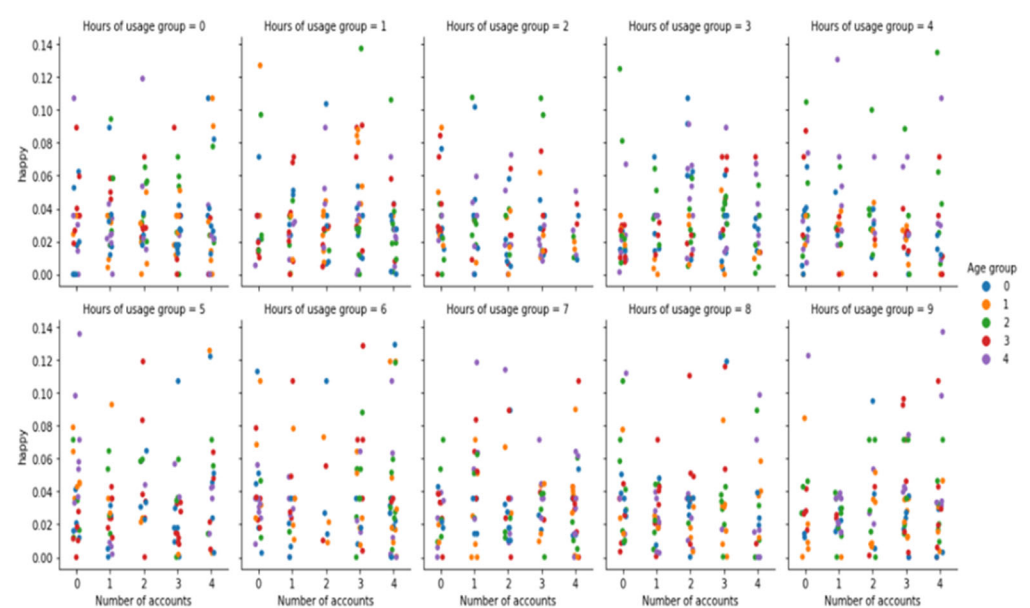 Hours of usage group = 0
Hours of usage group = 1
Hours of usage group = 2
Hours of usage group = 3
Hours of usage group = 4
0.14
0.12
0.10
0.08
0.06
0.04
0.02
0.00
happy
Hours of usage group = 5
Hours of usage group = 6
Hours of usage group = 7
Hours of usage group = 8
Hours of usage group = 9
0.14
0.12
0.10
0.08
0.06
0.04
0.02
0.00
happy
0 1 2 3 4
0 1 2 3 4
0 1 2 3 4
0 1 2 3 4
0 1 2 3 4
Number of accounts
Number of accounts
Number of accounts
Number of accounts
Number of accounts
Age group
0
1
2
3
4